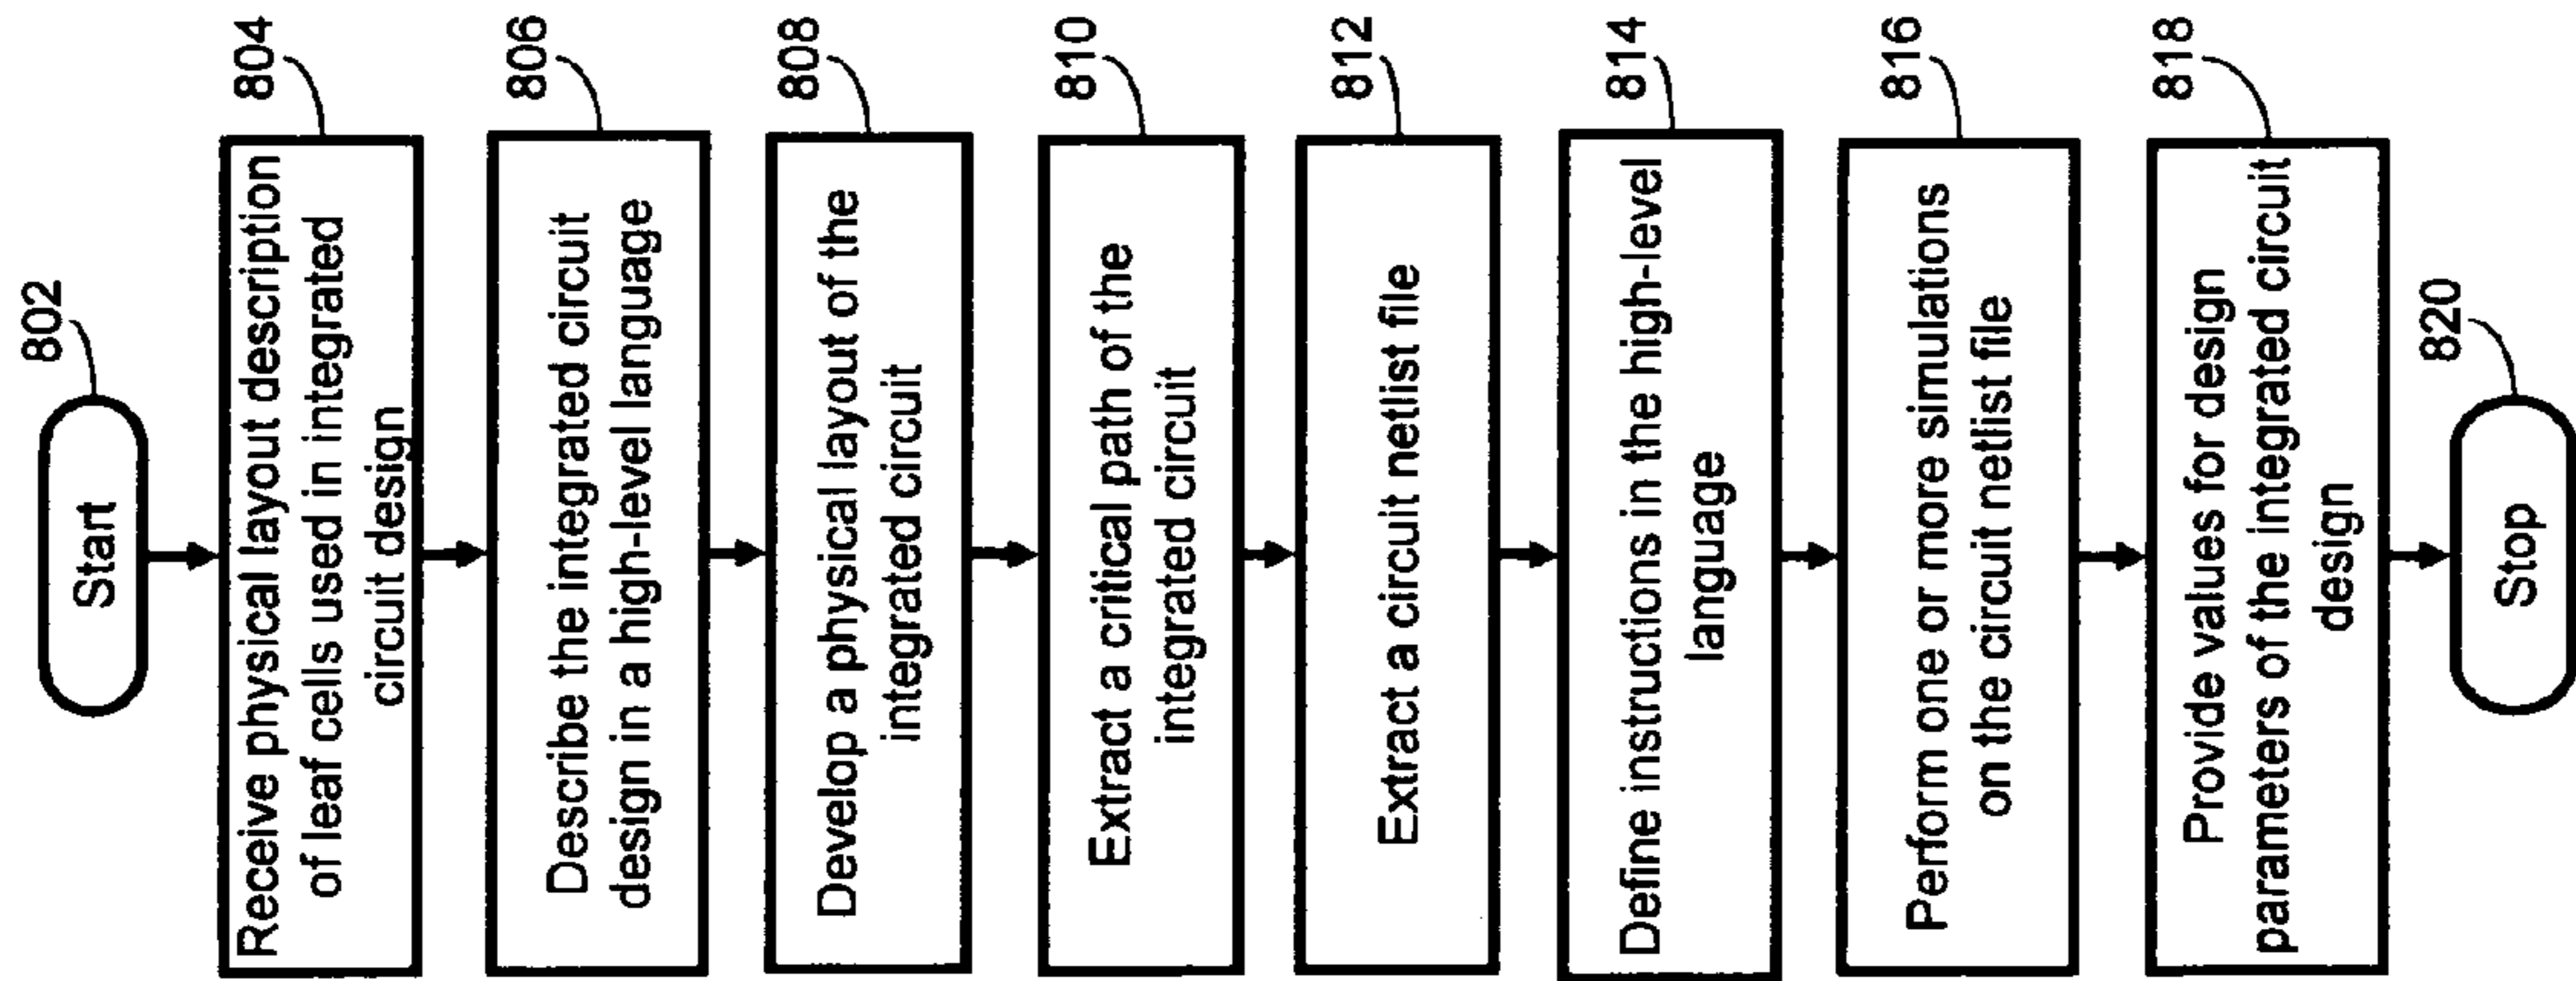 Start
802
Receive physical layout description
of leaf cells used in integrated
circuit design
804
Describe the integrated circuit
design in a high-level language
806
Develop a physical layout of the
integrated circuit
808
Extract a critical path of the
integrated circuit
810
Extract a circuit netlist file
812
Define instructions in the high-level
language
814
Perform one or more simulations
on the circuit netlist file
816
Provide values for design
parameters of the integrated circuit
design
818
Stop
820